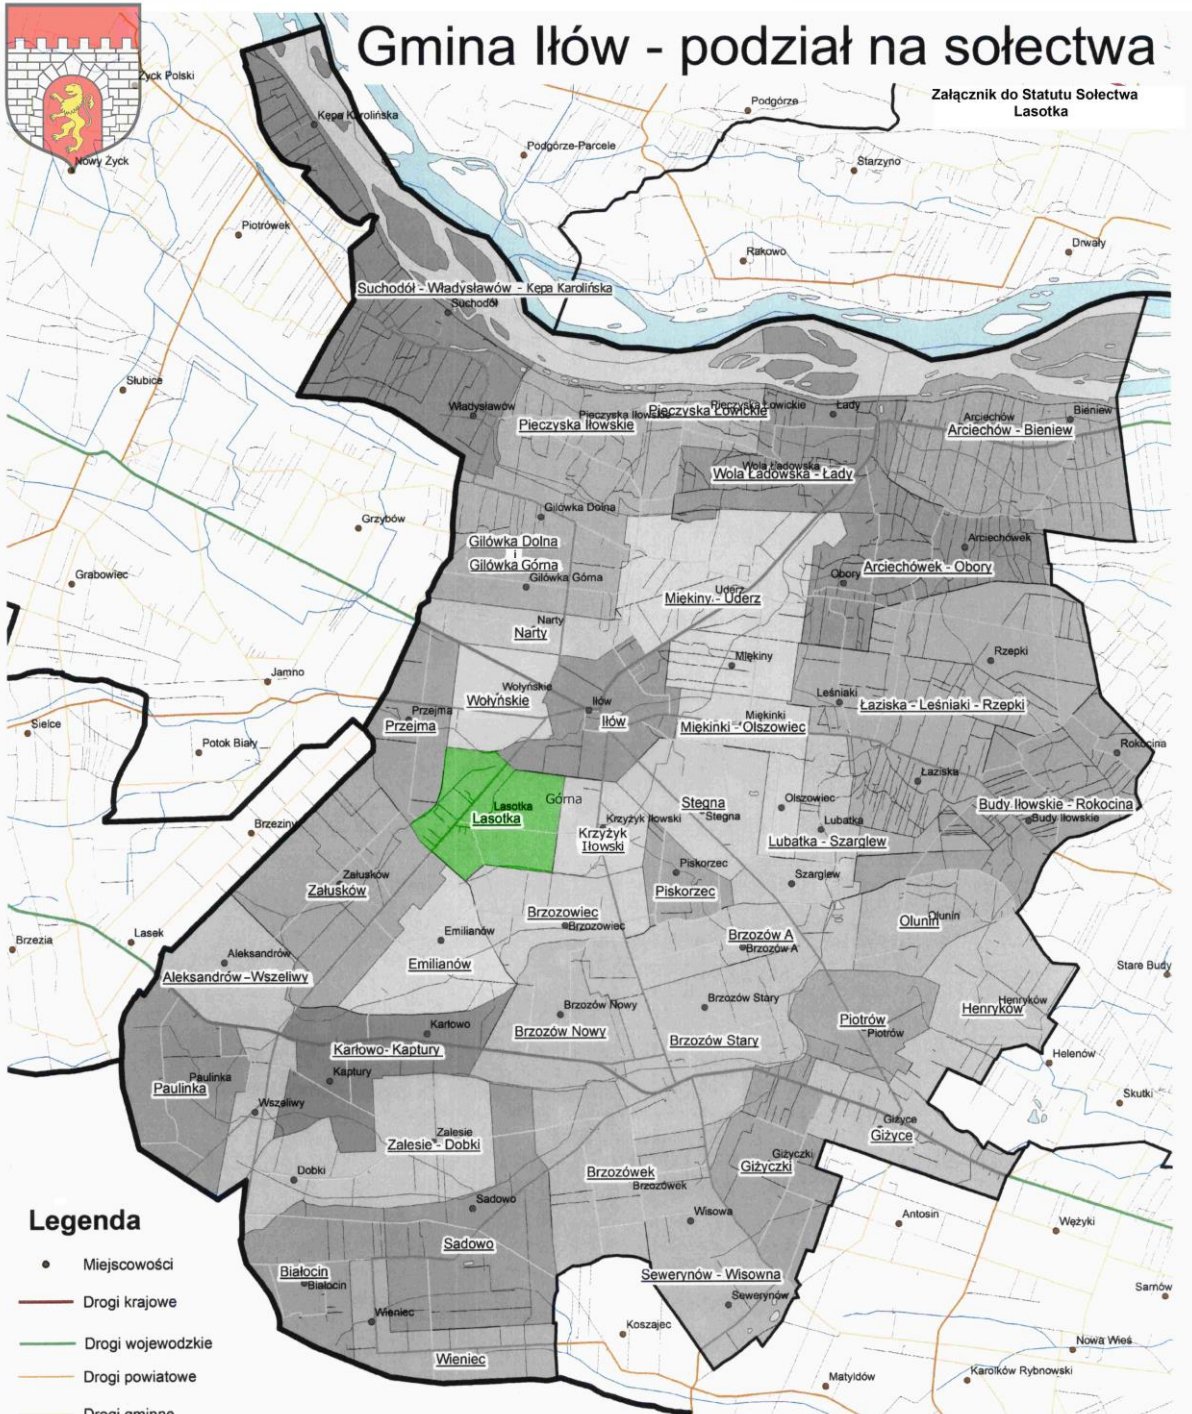 Gmina Iłów - podział na sołectwa
Załącznik do Statutu Sołectwa
Lasotka
Życk Polski
Nowy Życk
Kępa Karolińska
Podgórze
Podgórze-Parcele
Starzyno
Piotrówek
Rakowo
Drwały
Suchodół - Władysławów - Kępa Karolińska
Suchodół
Słubice
Władysławów
Pieczyska Iłowskie
Pieczyska Iłowskie
Pieczyska Łowickie
Pieczyska Łowickie
Łady
Arciechów
Bieniew
Arciechów - Bieniew
Wola Ładowska
Wola Ładowska - Łady
Grzybów
Gilówka Dolna
Gilówka Dolna
i
Gilówka Górna
Gilówka Górna
Arciechówek
Arciechówek - Obory
Obory
Grabowiec
Uderz
Miękiny - Uderz
Narty
Narty
Miękiny
Rzepki
Jamno
Wołyńskie
Wołyńskie
Iłów
Iłów
Leśniaki
Łaziska - Leśniaki - Rzepki
Przejma
Przejma
Miękinki
Miękinki - Olszowiec
Sielce
Potok Biały
Rokocina
Łaziska
Lasotka
Górna
Lasotka
Stegna
Stegna
Olszowiec
Budy Iłowskie - Rokocina
Budy Iłowskie
Brzeziny
Krzyżyk Iłowski
Krzyżyk
Iłowski
Lubatka
Lubatka - Szarglew
Załusków
Załusków
Piskorzec
Piskorzec
Szarglew
Brzozowiec
Brzozowiec
Olunin
Olunin
Brzezia
Lasek
Emilianów
Emilianów
Brzozów A
Brzozów A
Aleksandrów
Aleksandrów - Wszeliwy
Stare Budy
Brzozów Nowy
Brzozów Nowy
Brzozów Stary
Brzozów Stary
Henryków
Henryków
Piotrów
Piotrów
Karłowo
Karłowo - Kaptury
Kaptury
Helenów
Paulinka
Paulinka
Wszeliwy
Skutki
Zalesie
Zalesie - Dobki
Giżyce
Giżyce
Dobki
Brzozówek
Brzozówek
Giżyczki
Giżyczki
Sadowo
Sadowo
Wisowa
Antosin
Wężyki
Legenda
Miejscowości
Drogi krajowe
Drogi wojewodzkie
Drogi powiatowe
Drogi gminne
Białocin
Białocin
Wieniec
Wieniec
Sewerynów - Wisowna
Sewerynów
Sarnów
Koszajec
Nowa Wieś
Matyldów
Karolków Rybnowski